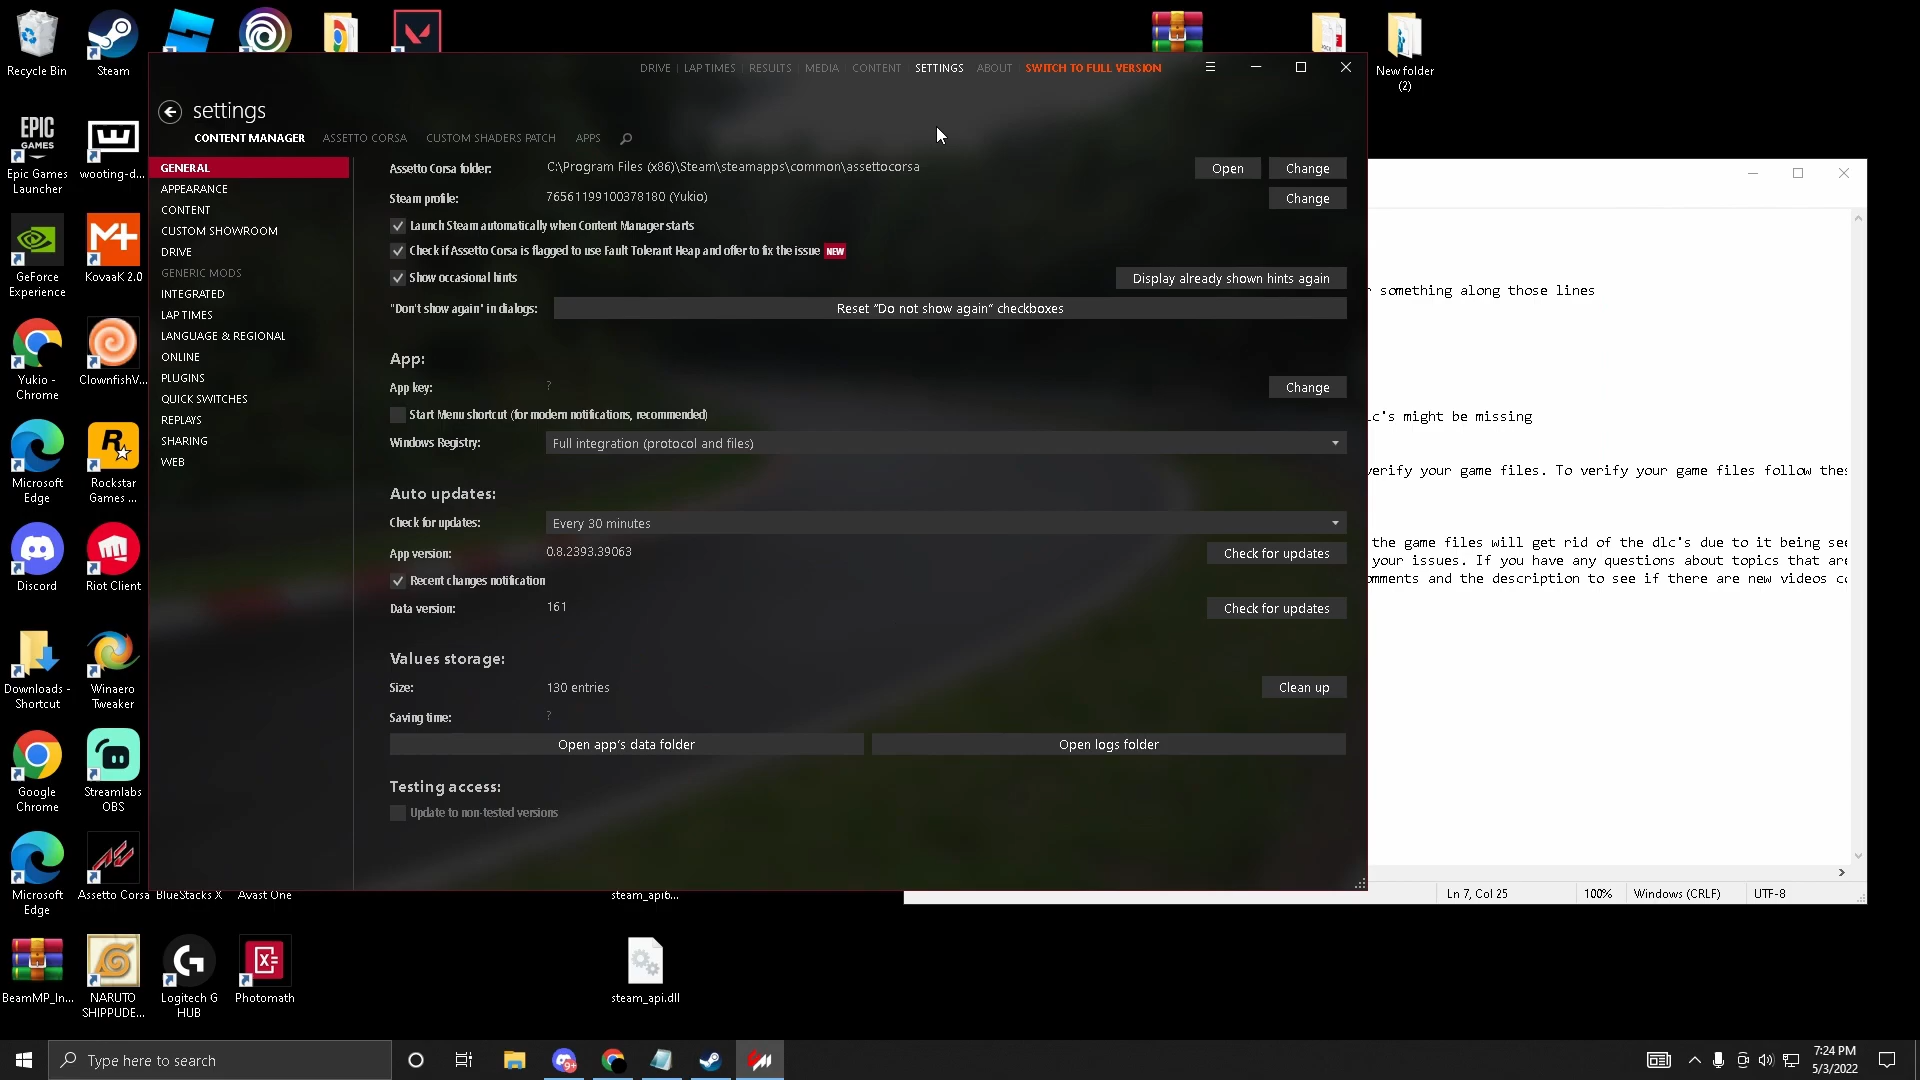 DRIVE LAP TIMES RESULTS MEDIA CONTENT SETTINGS ABOUT SWITCH TO FULL VERSION
settings
CONTENT MANAGER ASSETTO CORSA CUSTOM SHADERS PATCH APPS
GENERAL
APPEARANCE
CONTENT
CUSTOM SHOWROOM
DRIVE
GENERIC MODS
INTEGRATED
LAP TIMES
LANGUAGE & REGIONAL
ONLINE
PLUGINS
QUICK SWITCHES
REPLAYS
SHARING
WEB
Assetto Corsa folder: C:\Program Files (x86)\Steam\steamapps\common\assettocorsa Open Change
Steam profile: 76561199100378180 (Yukio) Change
Launch Steam automatically when Content Manager starts
Check if Assetto Corsa is flagged to use Fault Tolerant Heap and offer to fix the issue NEW
Show occasional hints Display already shown hints again
"Don't show again" in dialogs: Reset “Do not show again” checkboxes
App:
App key: ? Change
Start Menu shortcut (for modern notifications, recommended)
Windows Registry: Full integration (protocol and files)
Auto updates:
Check for updates: Every 30 minutes
App version: 0.8.2393.39063 Check for updates
Recent changes notification
Data version: 161 Check for updates
Values storage:
Size: 130 entries Clean up
Saving time: ?
Open app's data folder Open logs folder
Testing access:
Update to non-tested versions
something along those lines
c's might be missing
verify your game files. To verify your game files follow thes
the game files will get rid of the dlc's due to it being see
your issues. If you have any questions about topics that are
mments and the description to see if there are new videos co
Ln 7, Col 25 100% Windows (CRLF) UTF-8
Recycle Bin
Steam
New folder
(2)
EPIC
GAMES
Epic Games
Launcher
wooting-d...
GeForce
Experience
M+
KovaaK 2.0
Yukio -
Chrome
ClownfishV...
Microsoft
Edge
R
Rockstar
Games ...
Discord
Riot Client
Downloads -
Shortcut
Winaero
Tweaker
Google
Chrome
Streamlabs
OBS
Microsoft
Edge
Assetto Corsa
BlueStacks X
Avast One
steam_api6...
BeamMP_In...
NARUTO
SHIPPUDE...
Logitech G
HUB
Photomath
steam_api.dll
Type here to search
9+
7:24 PM
5/3/2022